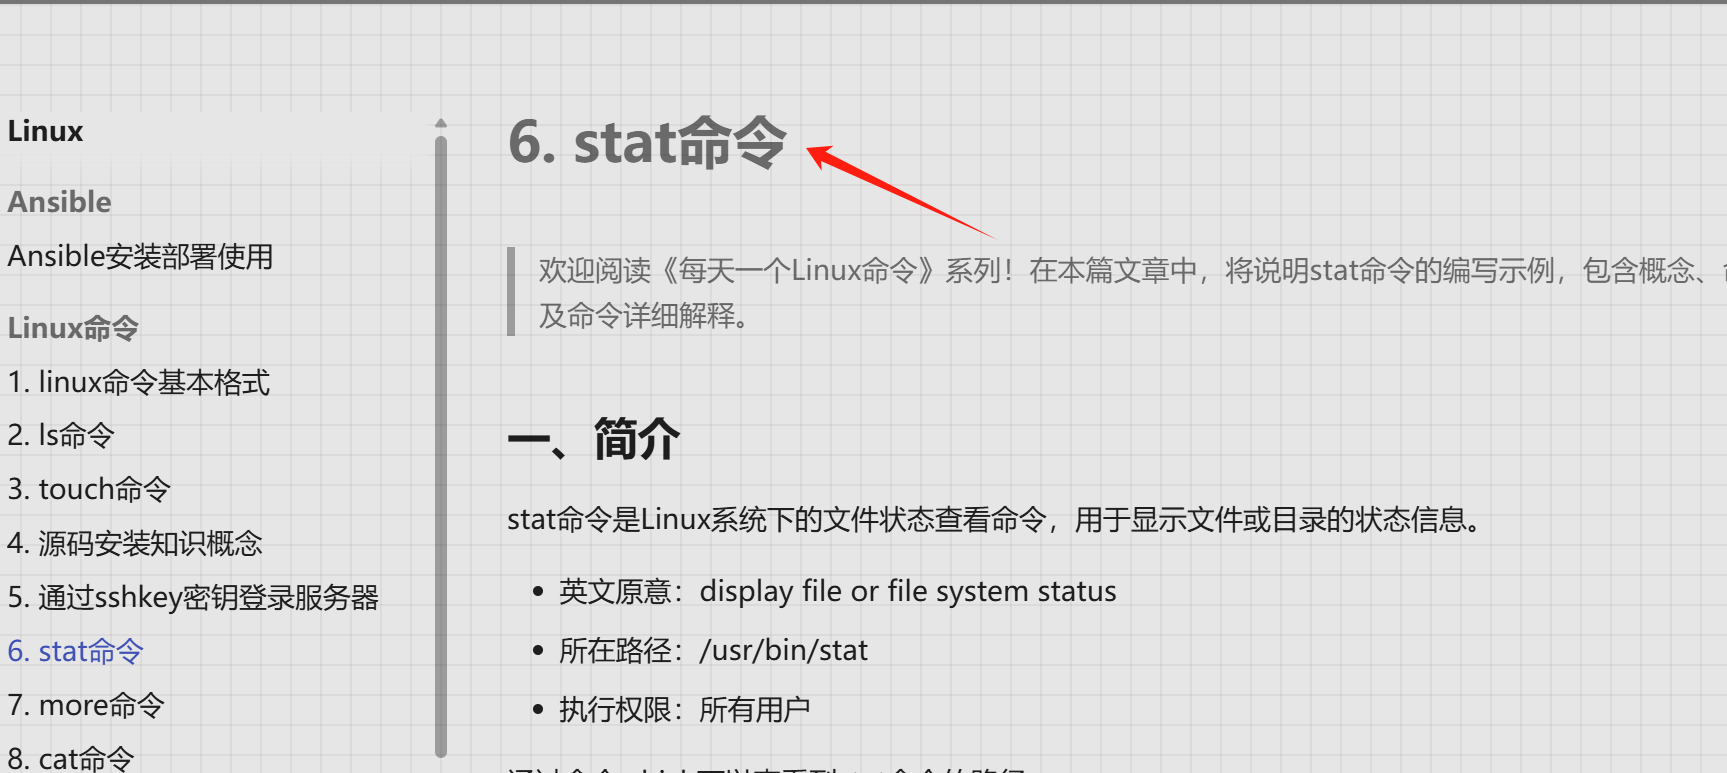 Linux
Ansible
Ansible安装部署使用
Linux命令
1. linux命令基本格式
2. ls命令
3. touch命令
4. 源码安装知识概念
5. 通过sshkey密钥登录服务器
6. stat命令
7. more命令
8. cat命令
6. stat命令
欢迎阅读《每天一个Linux命令》系列！在本篇文章中，将说明stat命令的编写示例，包含概念、
及命令详细解释。
一、简介
stat命令是Linux系统下的文件状态查看命令，用于显示文件或目录的状态信息。
• 英文原意：display file or file system status
• 所在路径：/usr/bin/stat
• 执行权限：所有用户